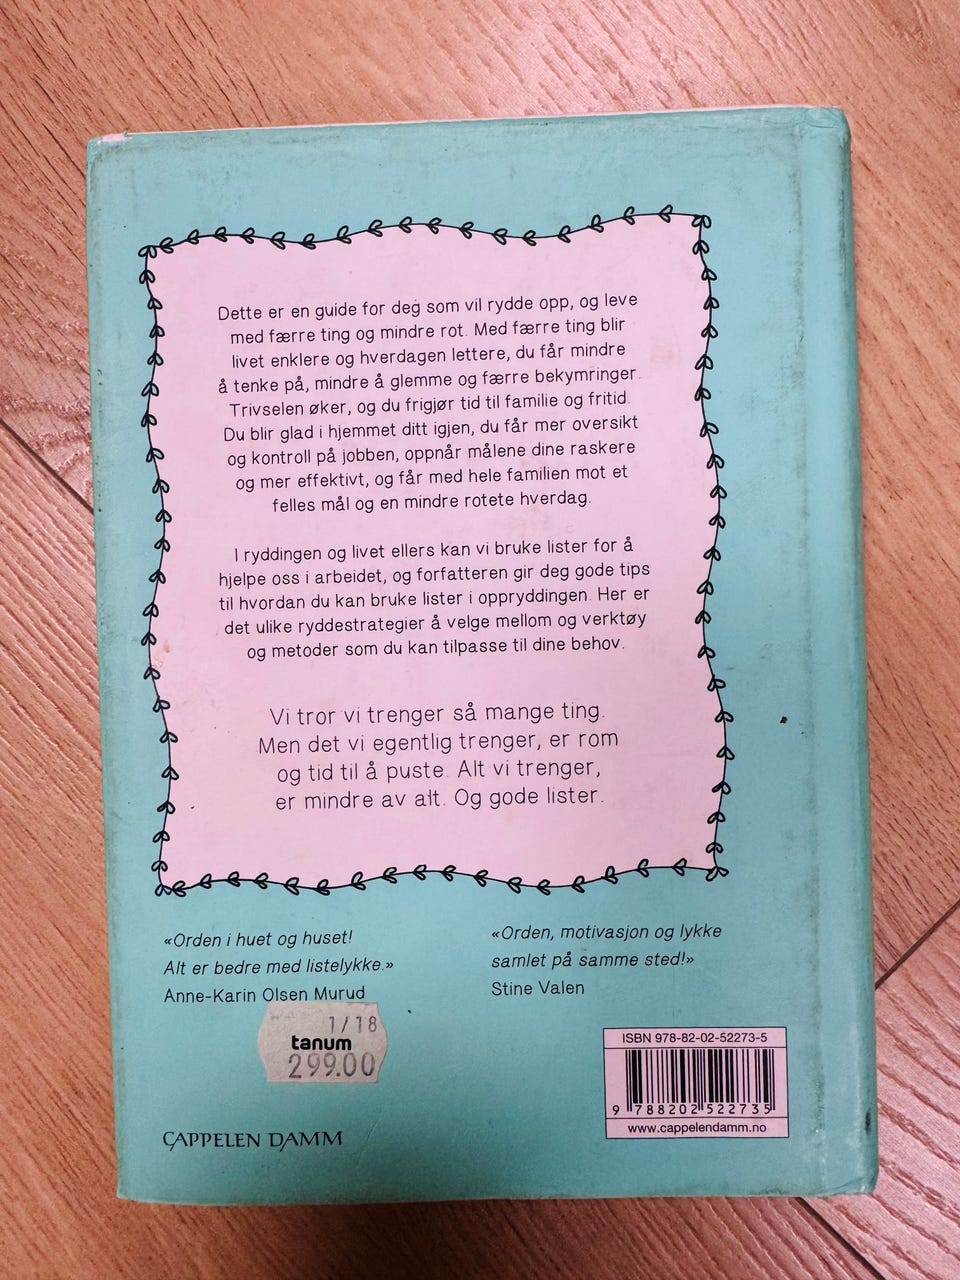 Dette er en guide for deg som vil rydde opp, og leve
med færre ting og mindre rot. Med færre ting blir
livet enklere og hverdagen lettere, du får mindre
å tenke på, mindre å glemme og færre bekymringer.
Trivselen øker, og du frigjør tid til familie og fritid.
Du blir glad i hjemmet ditt igjen, du får mer oversikt
og kontroll på jobben, oppnår målene dine raskere
og mer effektivt, og får med hele familien mot et
felles mål og en mindre rotete hverdag.
I ryddingen og livet ellers kan vi bruke lister for å
hjelpe oss i arbeidet, og forfatteren gir deg gode tips
til hvordan du kan bruke lister i oppryddingen. Her er
det ulike ryddestrategier å velge mellom og verktøy
og metoder som du kan tilpasse til dine behov.
Vi tror vi trenger så mange ting.
Men det vi egentlig trenger, er rom
og tid til å puste. Alt vi trenger,
er mindre av alt. Og gode lister.
«Orden i huet og huset!
Alt er bedre med listelykke.»
Anne-Karin Olsen Murud
«Orden, motivasjon og lykke
samlet på samme sted!»
Stine Valen
1/18
tanum
299.00
CAPPELEN DAMM
ISBN 978-82-02-52273-5
9 788202 522735
www.cappelendamm.no